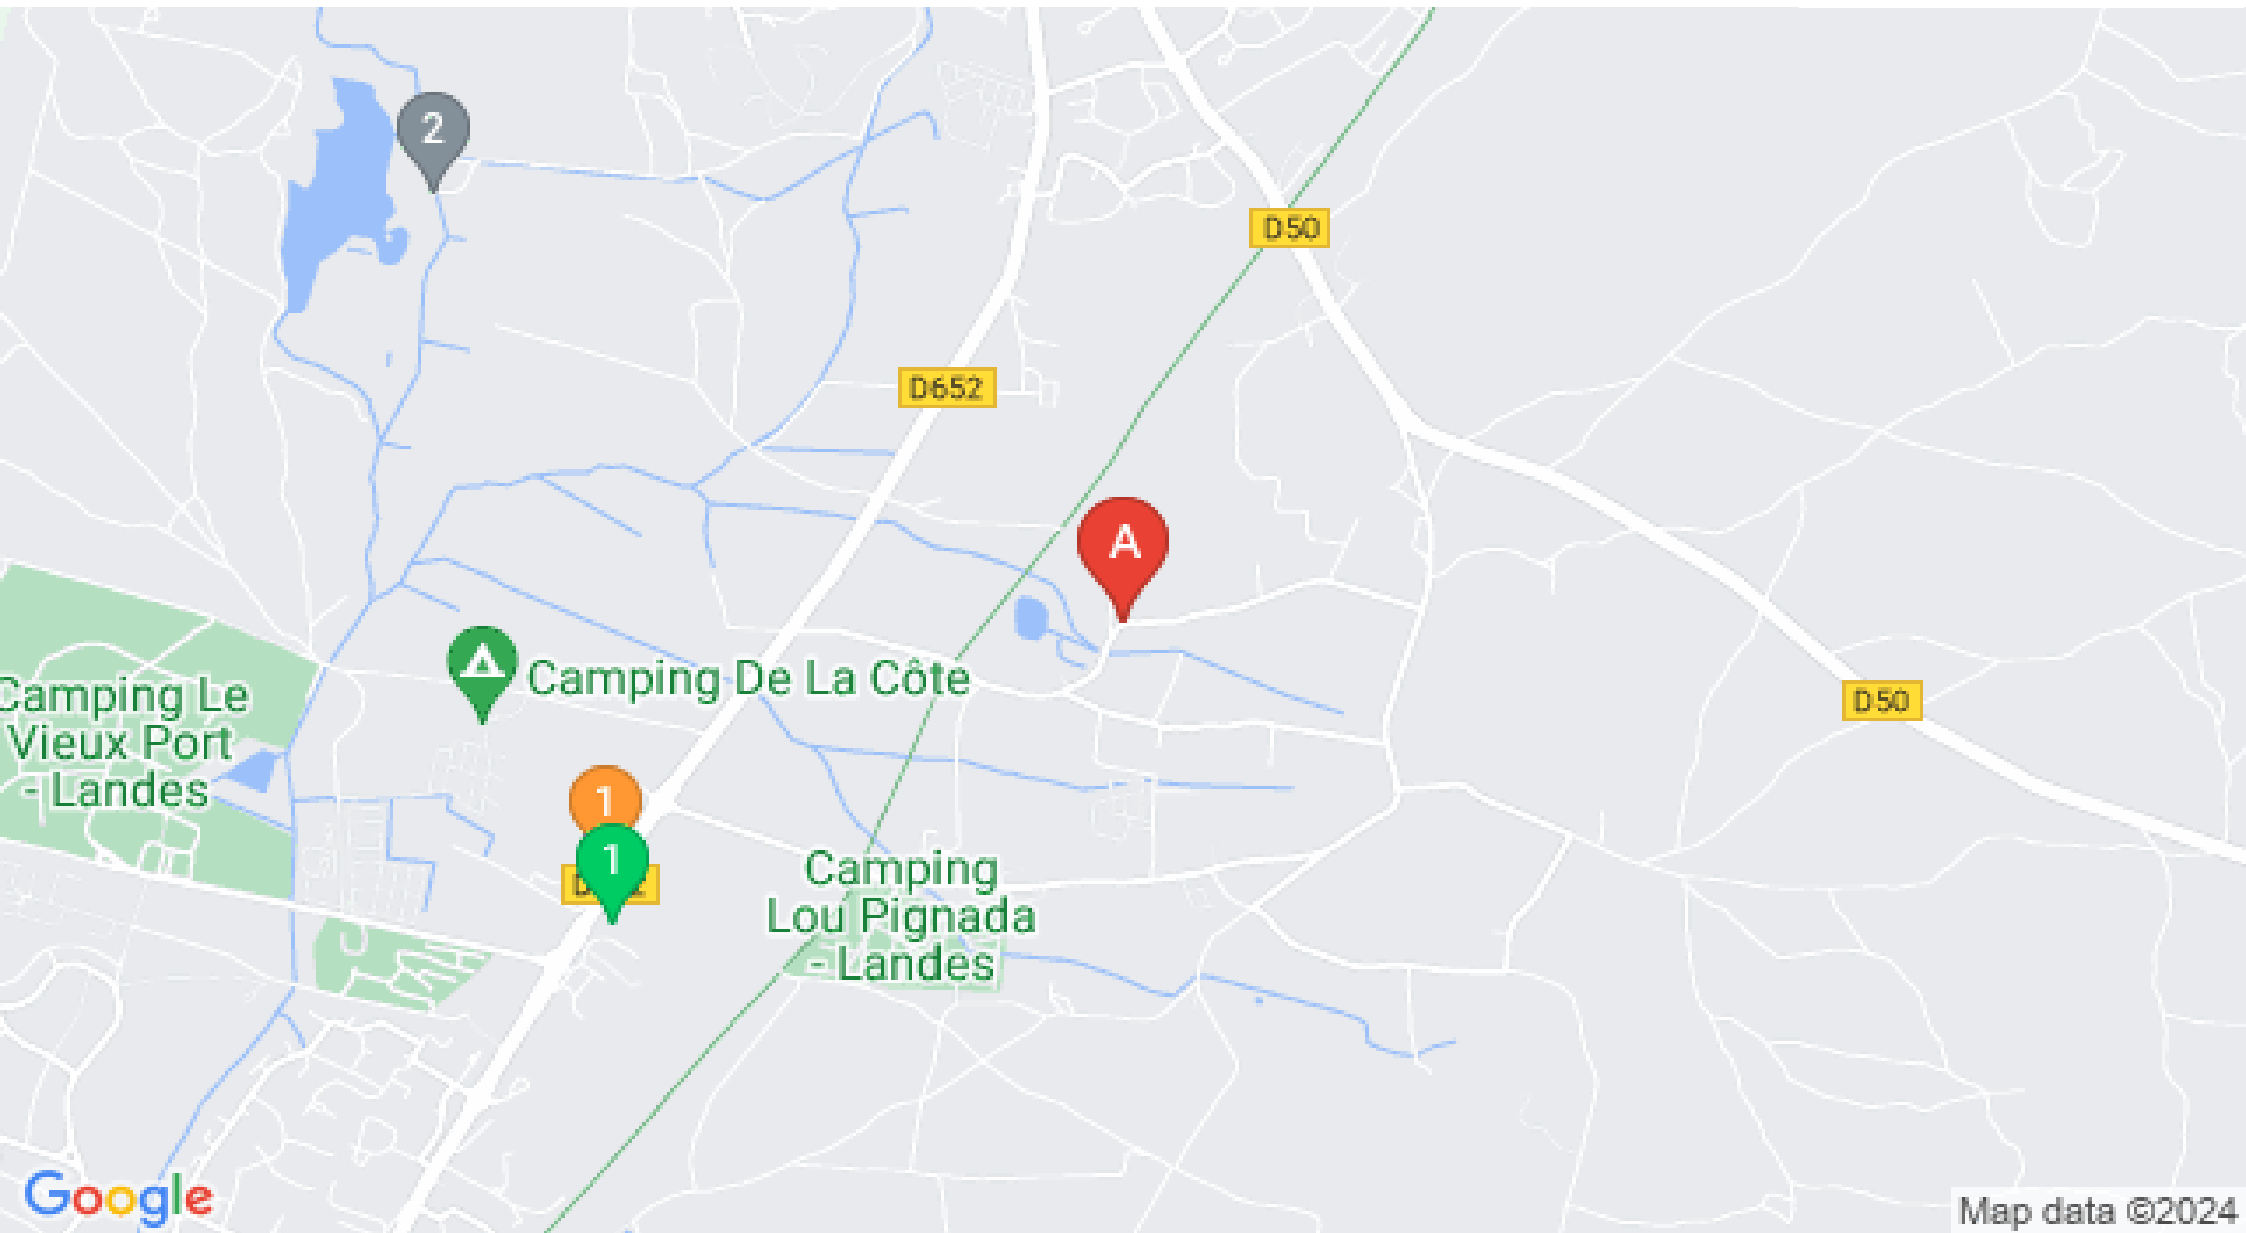 2
D50
D652
A
Camping De La Côte
Camping Le
Vieux Port
- Landes
D50
1
1
Camping
Lou Pignada
- Landes
Google
Map data ©2024